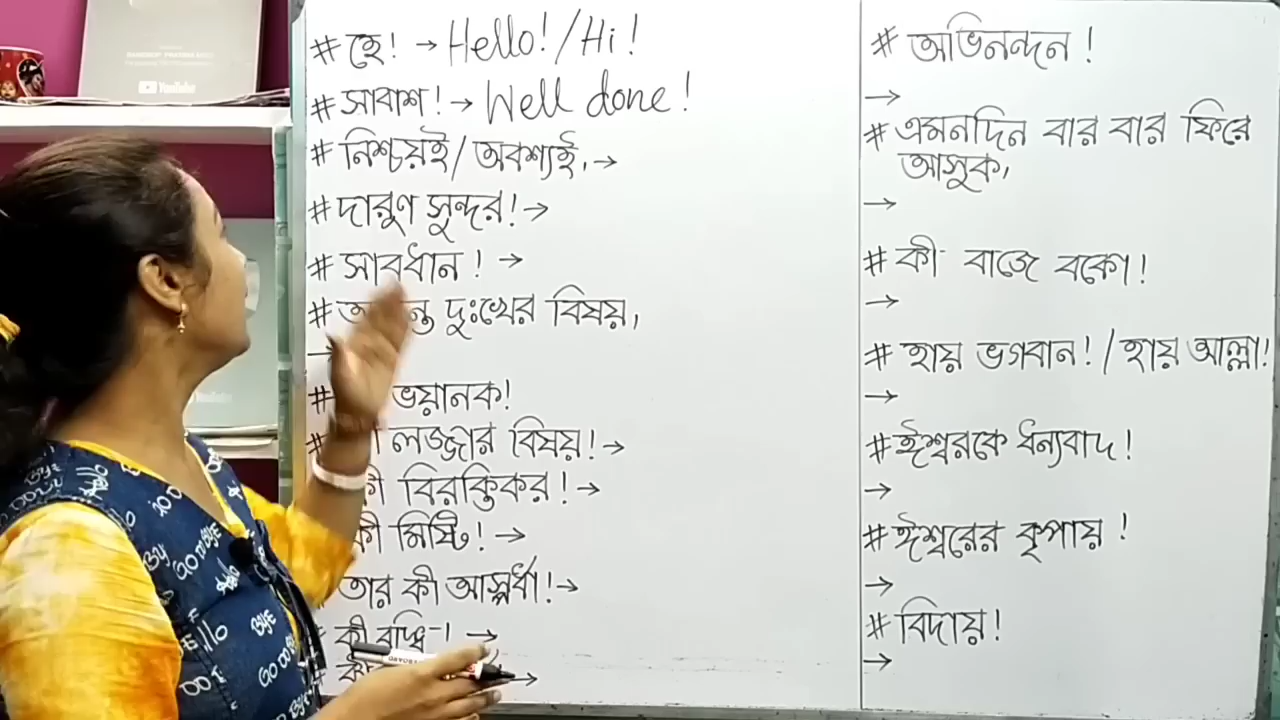 # হে! → Hello! / Hi!
# সাবাশ! → Well done!
# নিশ্চয়ই / অবশ্যই, →
# দারুণ সুন্দর! →
# সাবধান! →
# দুঃখের বিষয়,
→
# ভয়ানক!
# লজ্জার বিষয়! →
কী বিরক্তিকর! →
কী মিষ্টি! →
তার কী আস্পর্ধা! →
কী বুদ্ধি! →
→
# অভিনন্দন!
→
# এমনদিন বার বার ফিরে
আসুক,
→
# কী বাজে বকো!
→
# হায় ভগবান! / হায় আল্লা!
→
# ঈশ্বরকে ধন্যবাদ!
→
# ঈশ্বরের কৃপায়!
→
# বিদায়!
→
YouTube